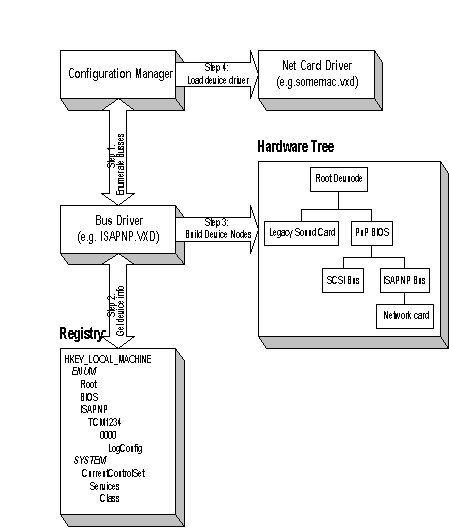 Configuration Manager
Step 4:
Load device driver
Net Card Driver
(e.g.somemac.vxd)
Step 1:
Enumerate Busses
Hardware Tree
Root Devnode
Legacy Sound Card
PnP BIOS
SCSI Bus
ISAPNP Bus
Network card
Bus Driver
(e.g. ISAPNP.VXD)
Step 3:
Build Device Nodes
Step 2:
Get device info
Registry:
HKEY_LOCAL_MACHINE
ENUM
Root
BIOS
ISAPNP
TCM1234
0000
LogConfig
SYSTEM
CurrentControlSet
Services
Class